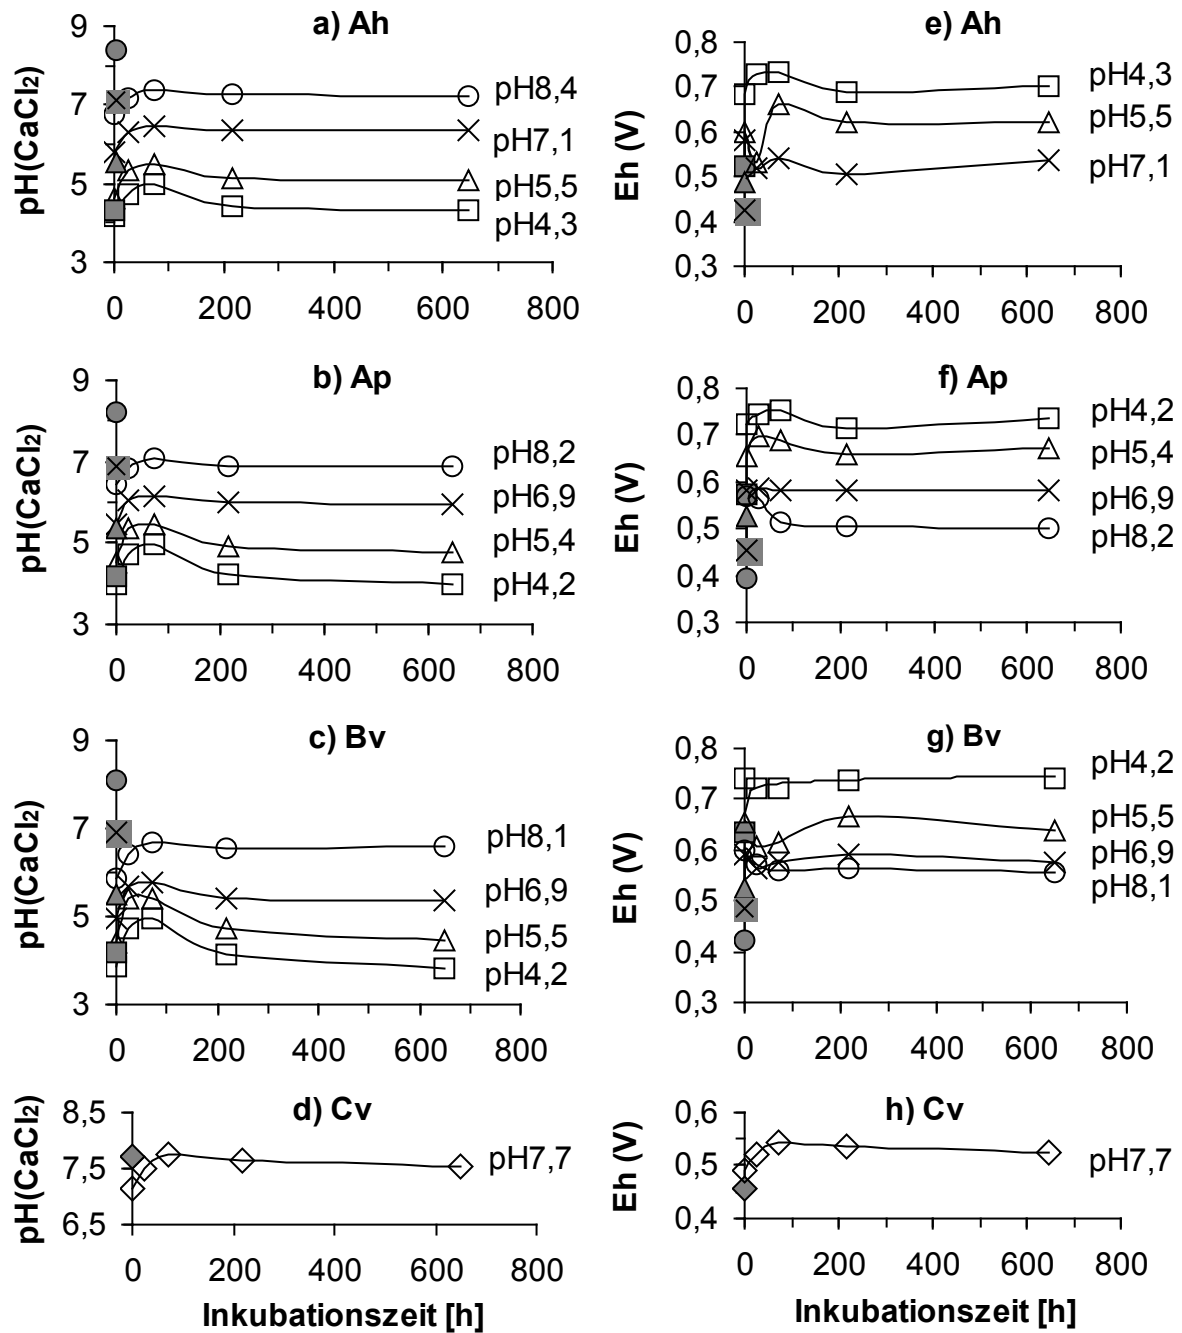 a) Ah
pH(CaCl2)
9
7
5
3
pH8,4
pH7,1
pH5,5
pH4,3
0 200 400 600 800
e) Ah
Eh (V)
0,8
0,7
0,6
0,5
0,4
0,3
pH4,3
pH5,5
pH7,1
0 200 400 600 800
b) Ap
pH(CaCl2)
9
7
5
3
pH8,2
pH6,9
pH5,4
pH4,2
0 200 400 600 800
f) Ap
Eh (V)
0,8
0,7
0,6
0,5
0,4
0,3
pH4,2
pH5,4
pH6,9
pH8,2
0 200 400 600 800
c) Bv
pH(CaCl2)
9
7
5
3
pH8,1
pH6,9
pH5,5
pH4,2
0 200 400 600 800
g) Bv
Eh (V)
0,8
0,7
0,6
0,5
0,4
0,3
pH4,2
pH5,5
pH6,9
pH8,1
0 200 400 600 800
d) Cv
pH(CaCl2)
8,5
7,5
6,5
pH7,7
0 200 400 600 800
Inkubationszeit [h]
h) Cv
Eh (V)
0,6
0,5
0,4
pH7,7
0 200 400 600 800
Inkubationszeit [h]